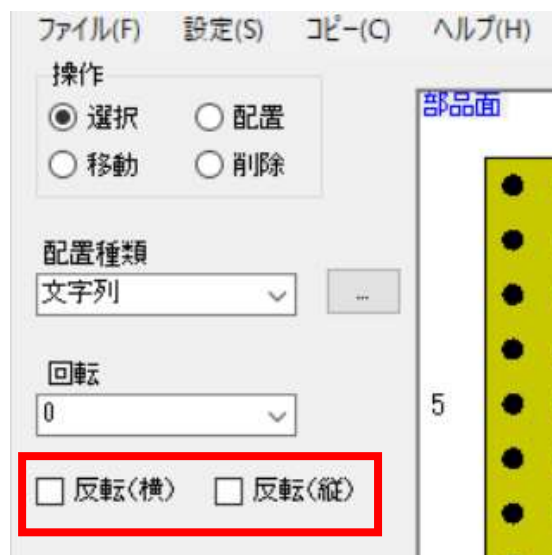 ファイル(F) 設定(S) コピー(C) ヘルプ(H)
操作
選択 配置
移動 削除
配置種類
文字列 ...
回転
0
反転(横) 反転(縦)
部品面
5